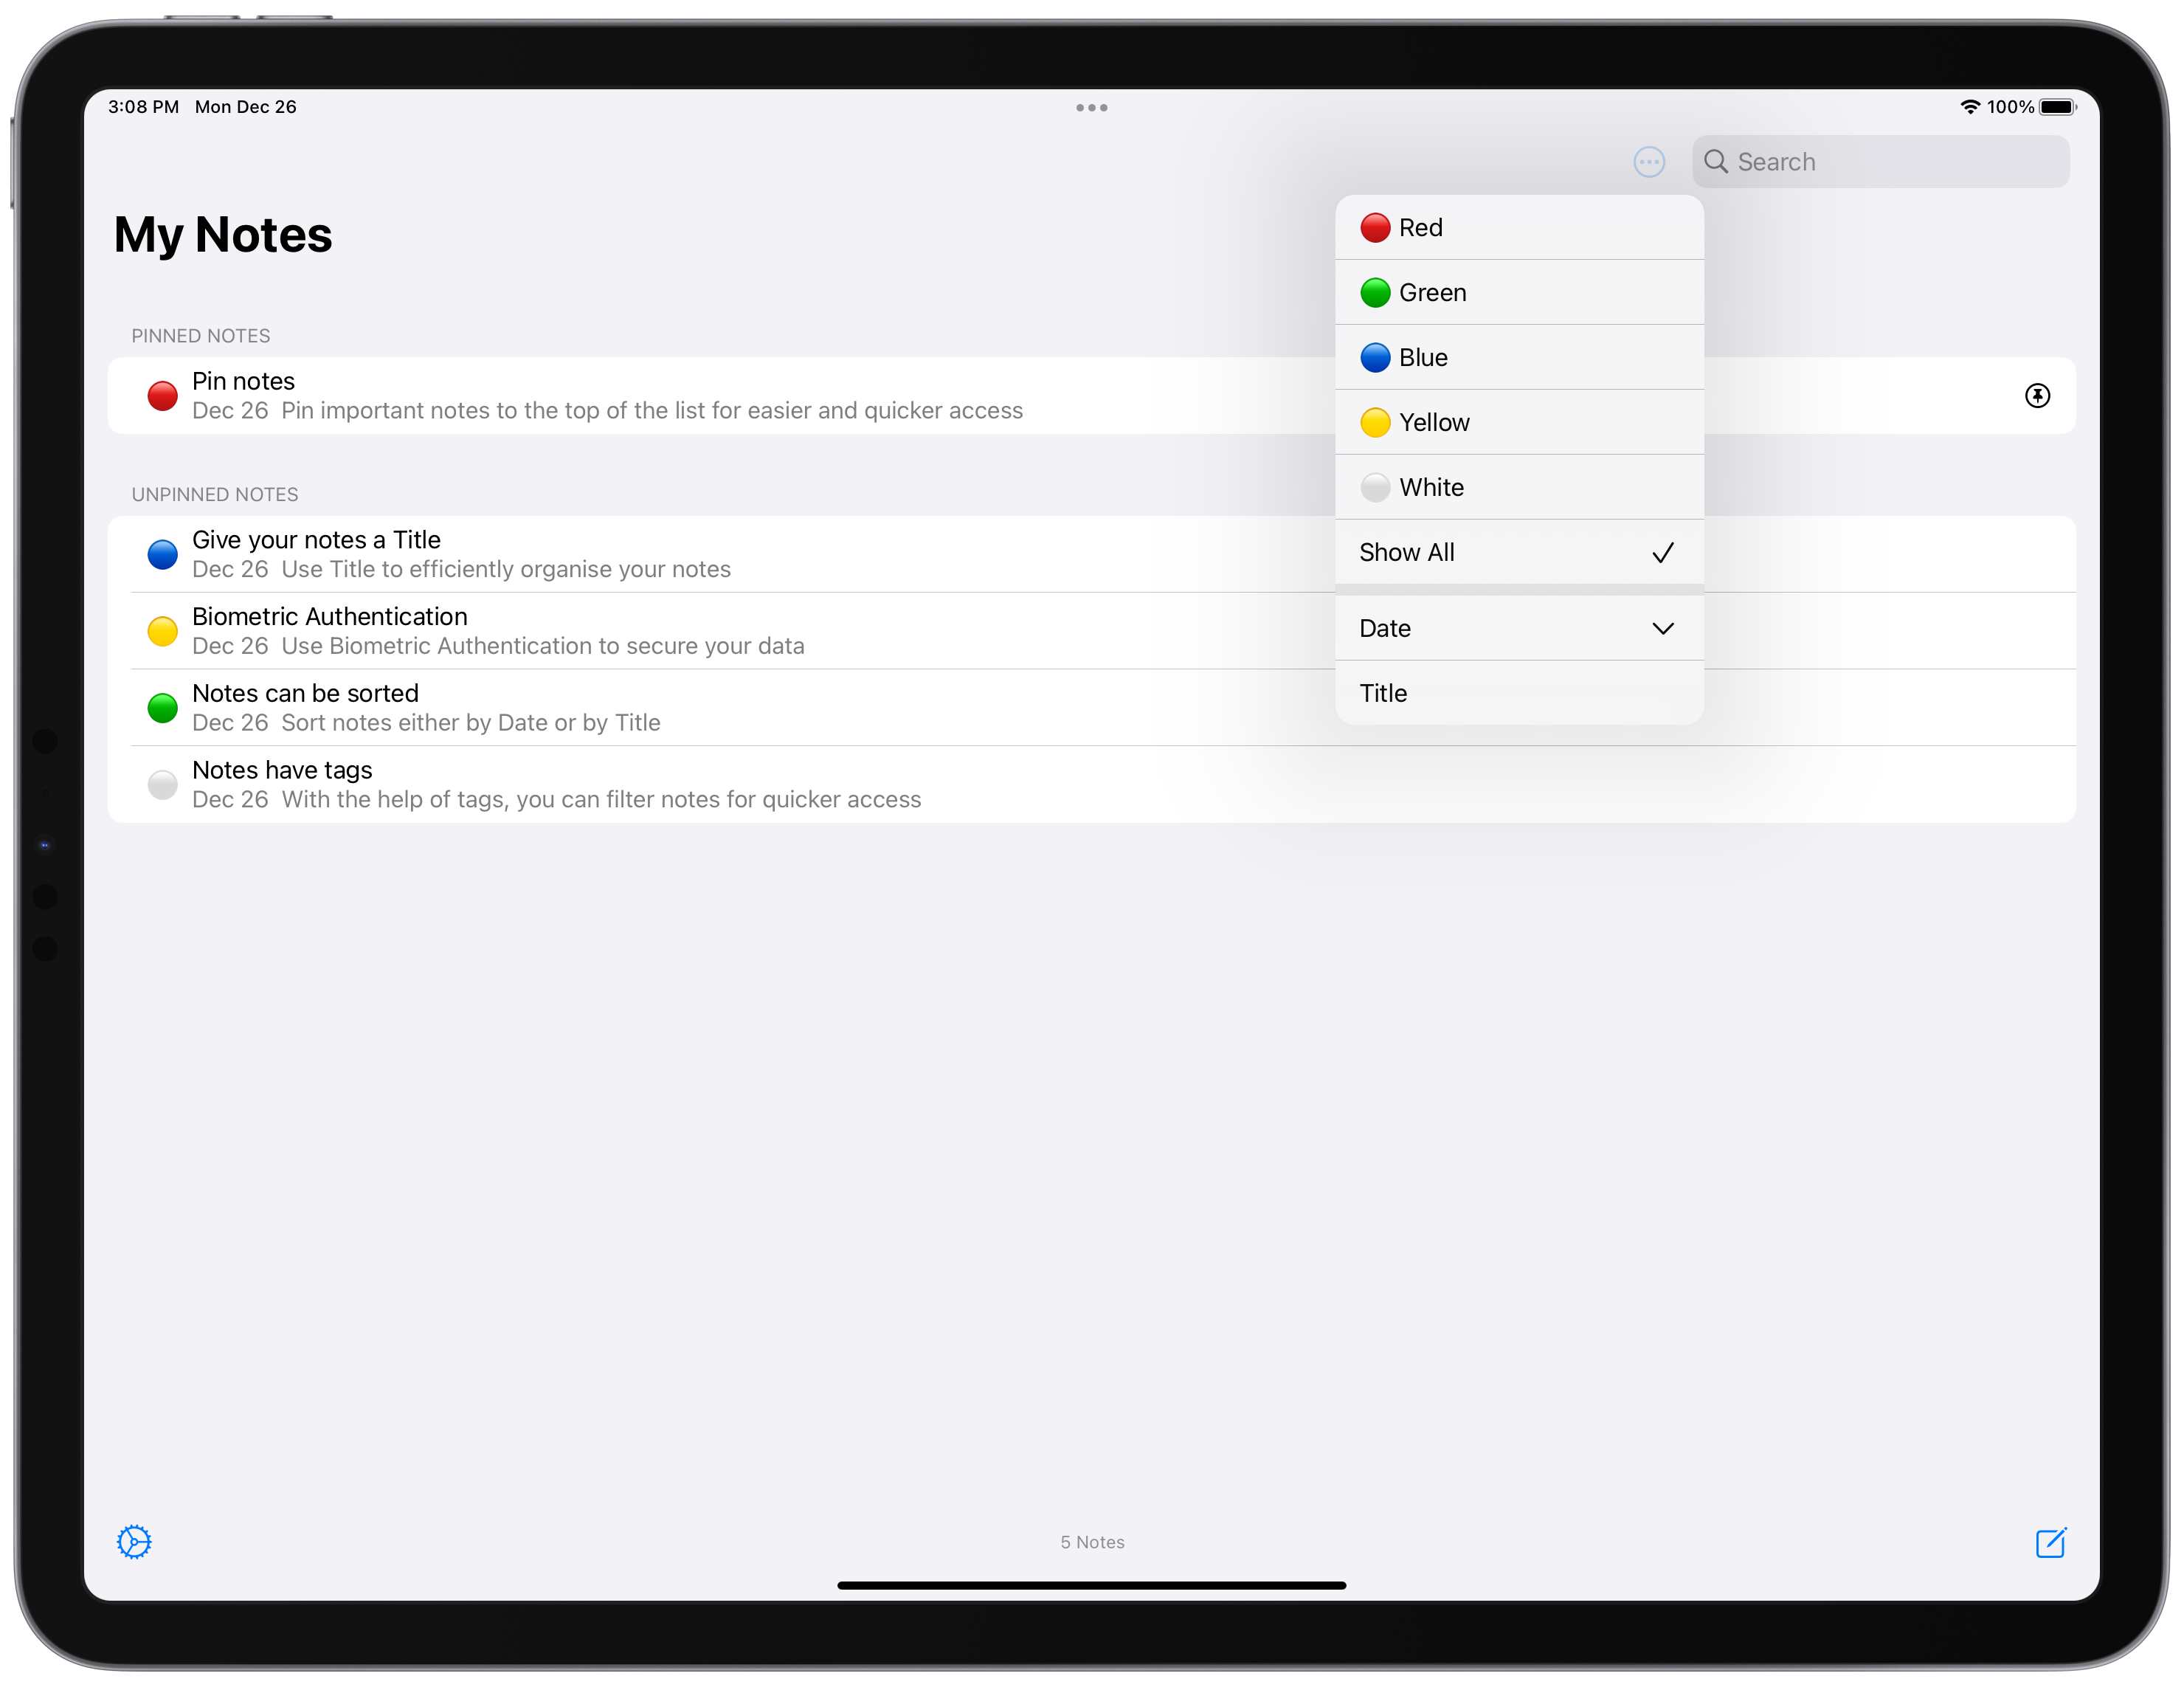 3:08 PM Mon Dec 26
100%
Search
My Notes
Red
Green
Blue
Yellow
White
Show All
Date
Title
PINNED NOTES
Pin notes
Dec 26 Pin important notes to the top of the list for easier and quicker access
UNPINNED NOTES
Give your notes a Title
Dec 26 Use Title to efficiently organise your notes
Biometric Authentication
Dec 26 Use Biometric Authentication to secure your data
Notes can be sorted
Dec 26 Sort notes either by Date or by Title
Notes have tags
Dec 26 With the help of tags, you can filter notes for quicker access
5 Notes